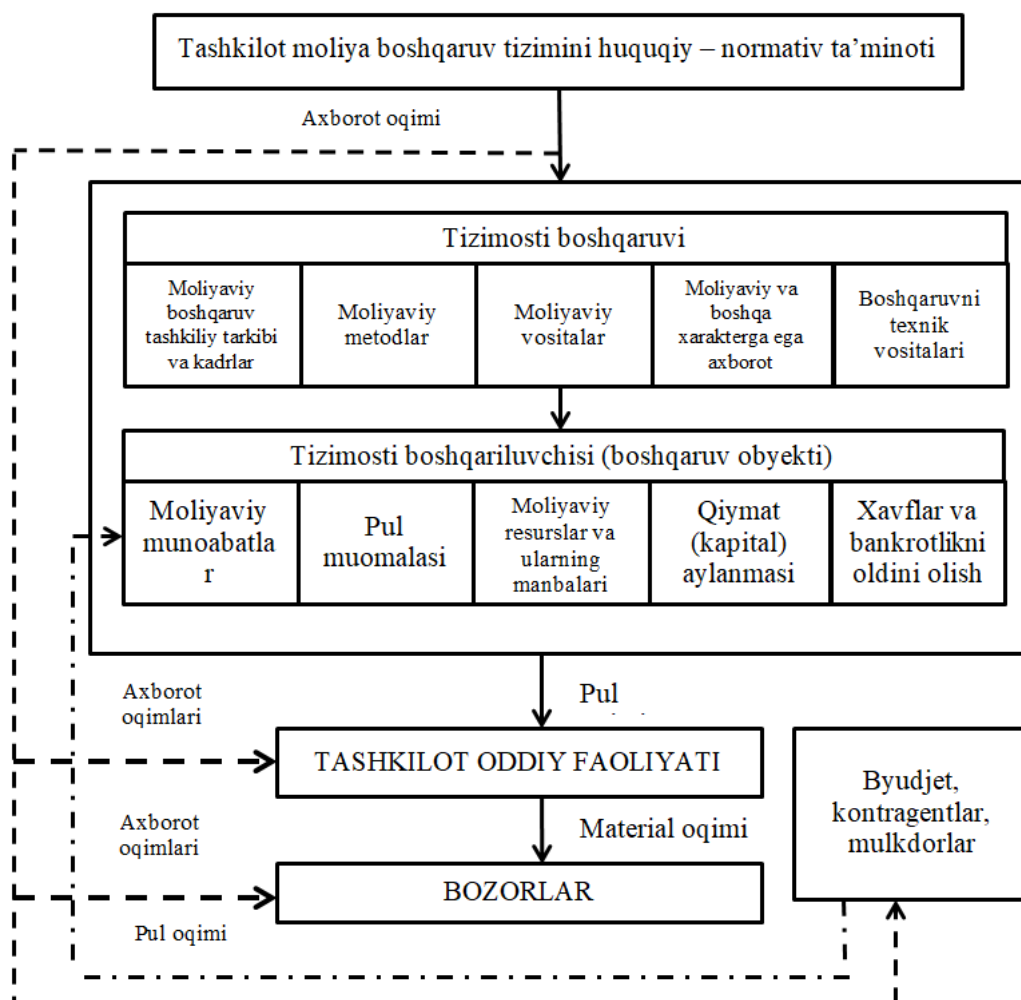 Tashkilot moliya boshqaruv tizimini huquqiy – normativ ta’minoti
Axborot oqimi
Tizimosti boshqaruvi
Moliyaviy
boshqaruv
tashkiliy tarkibi
va kadrlar
Moliyaviy
metodlar
Moliyaviy
vositalar
Moliyaviy va
boshqa
xarakterga ega
axborot
Boshqaruvni
texnik
vositalari
Tizimosti boshqariluvchisi (boshqaruv obyekti)
Moliyaviy
munoabatla
r
Pul
muomalasi
Moliyaviy
resurslar va
ularning
manbalari
Qiymat
(kapital)
aylanmasi
Xavflar va
bankrotlikni
oldini olish
Axborot
oqimlari
Pul
TASHKILOT ODDIY FAOLIYATI
Byudjet,
kontragentlar,
mulkdorlar
Axborot
oqimlari
Material oqimi
BOZORLAR
Pul oqimi